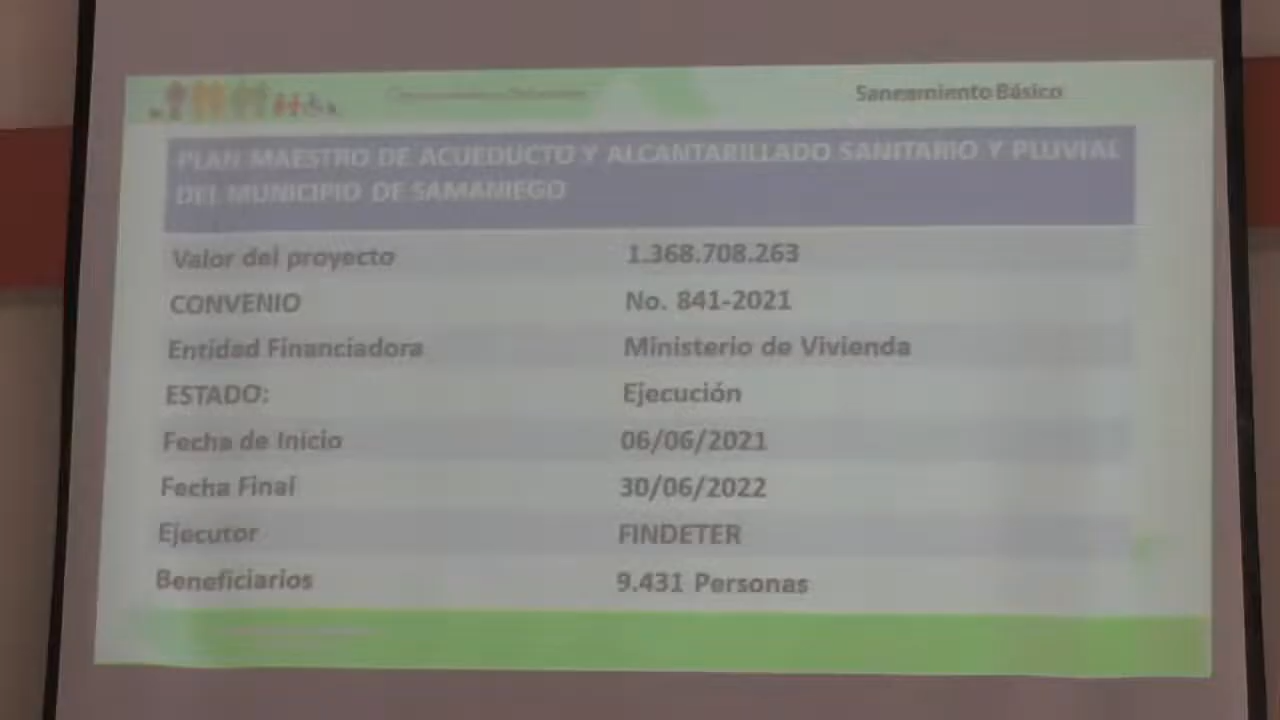 Saneamiento Básico
PLAN MAESTRO DE ACUEDUCTO Y ALCANTARILLADO SANITARIO Y PLUVIAL
DEL MUNICIPIO DE SAMANIEGO
Valor del proyecto 1.368.708.263
CONVENIO No. 841-2021
Entidad Financiadora Ministerio de Vivienda
ESTADO: Ejecución
Fecha de Inicio 06/06/2021
Fecha Final 30/06/2022
Ejecutor FINDETER
Beneficiarios 9.431 Personas